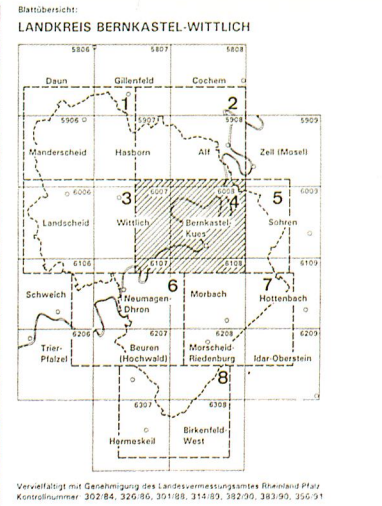 Blattübersicht:
LANDKREIS BERNKASTEL-WITTLICH
5806 5807 5808
Daun Gillenfeld Cochem
1 2
5906 5907 5909
Manderscheid Hasborn Alf Zell (Mosel)
6006 3 6007 6008 4 5 6009
Landscheid Wittlich Bernkastel-
Kues Sohren
6106 6107 6108 6109
6 7
Schweich Neumagen-
Dhron Morbach Hottenbach
6206 6207 6208 6209
Trier-
Pfalzel Beuren
(Hochwald) Morscheid-
Riedenburg Idar-Oberstein
8
6307 6308
Hermeskeil Birkenfeld-
West
Vervielfältigt mit Genehmigung des Landesvermessungsamtes Rheinland Pfalz
Kontrollnummer 302/84, 326/86, 301/88, 314/89, 382/90, 383/90, 356/91